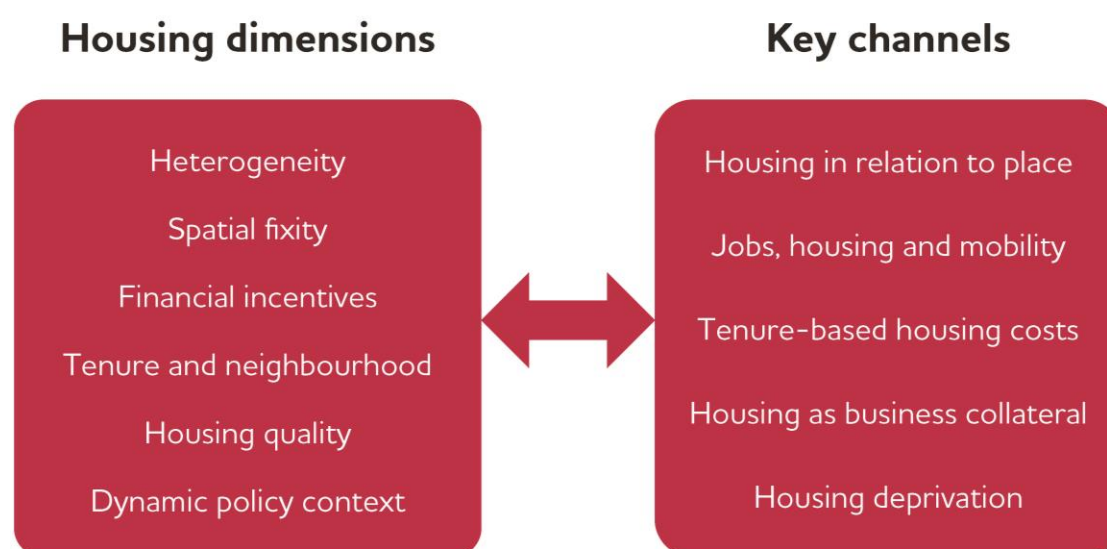 Housing dimensions
Heterogeneity
Spatial fixity
Financial incentives
Tenure and neighbourhood
Housing quality
Dynamic policy context
Key channels
Housing in relation to place
Jobs, housing and mobility
Tenure-based housing costs
Housing as business collateral
Housing deprivation